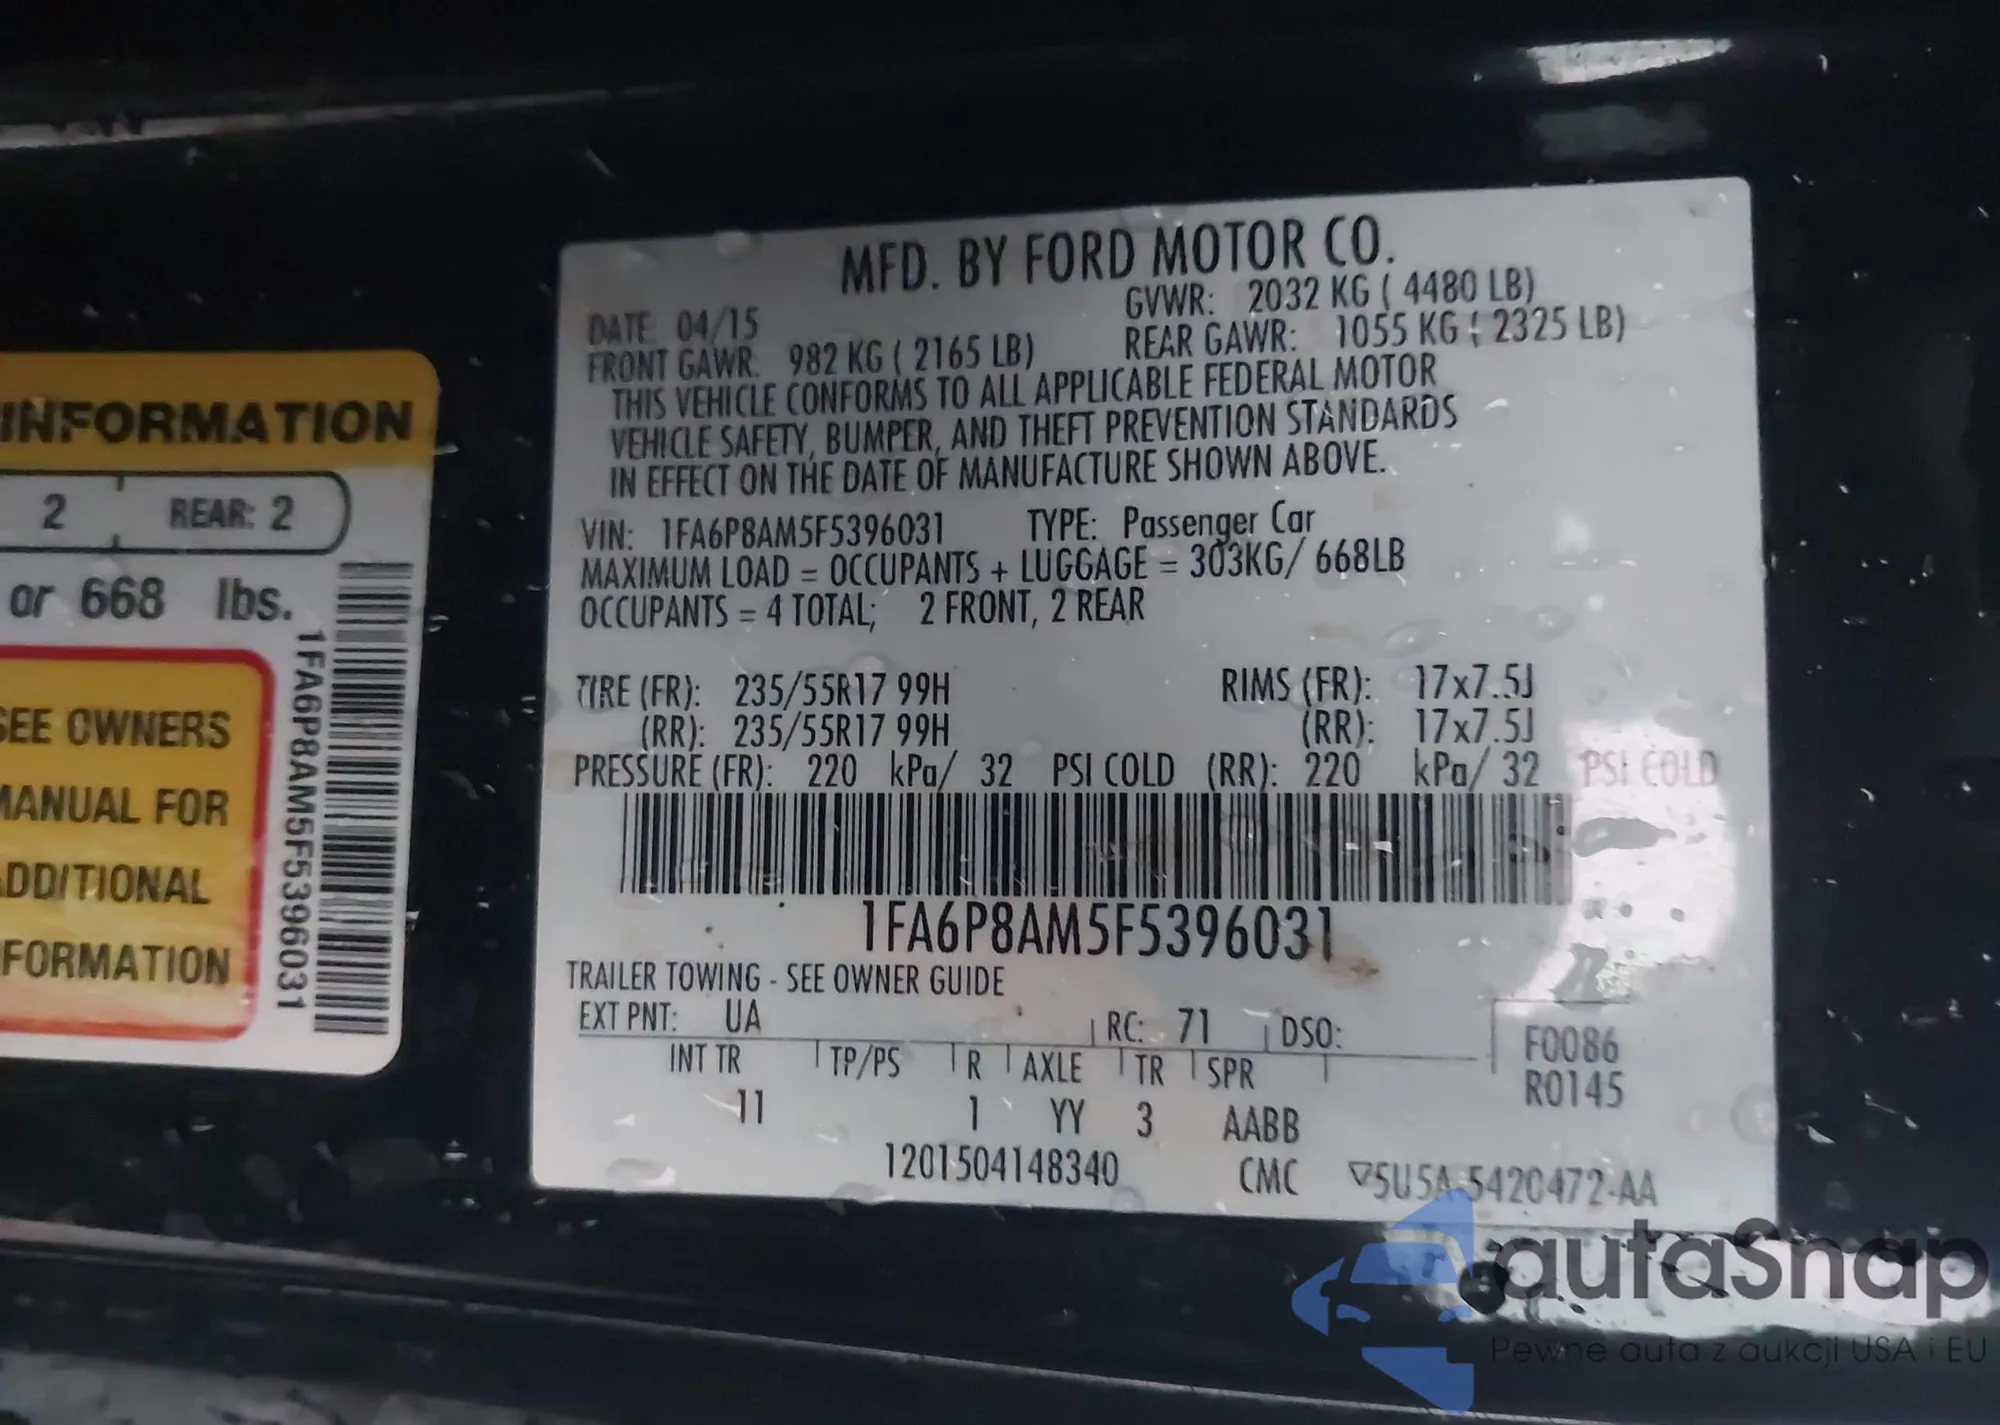 INFORMATION
2 REAR: 2
or 668 lbs.
SEE OWNERS
MANUAL FOR
ADDITIONAL
FORMATION
1FA6P8AM5F5396031
MFD. BY FORD MOTOR CO.
DATE: 04/15 GVWR: 2032 KG ( 4480 LB)
FRONT GAWR: 982 KG ( 2165 LB) REAR GAWR: 1055 KG ( 2325 LB)
THIS VEHICLE CONFORMS TO ALL APPLICABLE FEDERAL MOTOR
VEHICLE SAFETY, BUMPER, AND THEFT PREVENTION STANDARDS
IN EFFECT ON THE DATE OF MANUFACTURE SHOWN ABOVE.
VIN: 1FA6P8AM5F5396031 TYPE: Passenger Car
MAXIMUM LOAD = OCCUPANTS + LUGGAGE = 303KG/ 668LB
OCCUPANTS = 4 TOTAL; 2 FRONT, 2 REAR
TIRE (FR): 235/55R17 99H RIMS (FR): 17x7.5J
(RR): 235/55R17 99H (RR): 17x7.5J
PRESSURE (FR): 220 kPa/ 32 PSI COLD (RR): 220 kPa/ 32 PSI COLD
1FA6P8AM5F5396031
TRAILER TOWING - SEE OWNER GUIDE
EXT PNT: UA RC: 71 DSO:
INT TR TP/PS R AXLE TR SPR
11 1 YY 3 AABB
F0086
R0145
1201504148340 CMC ▽5U5A-5420472-AA
autaSnap
Pewne auta z aukcji USA i EU